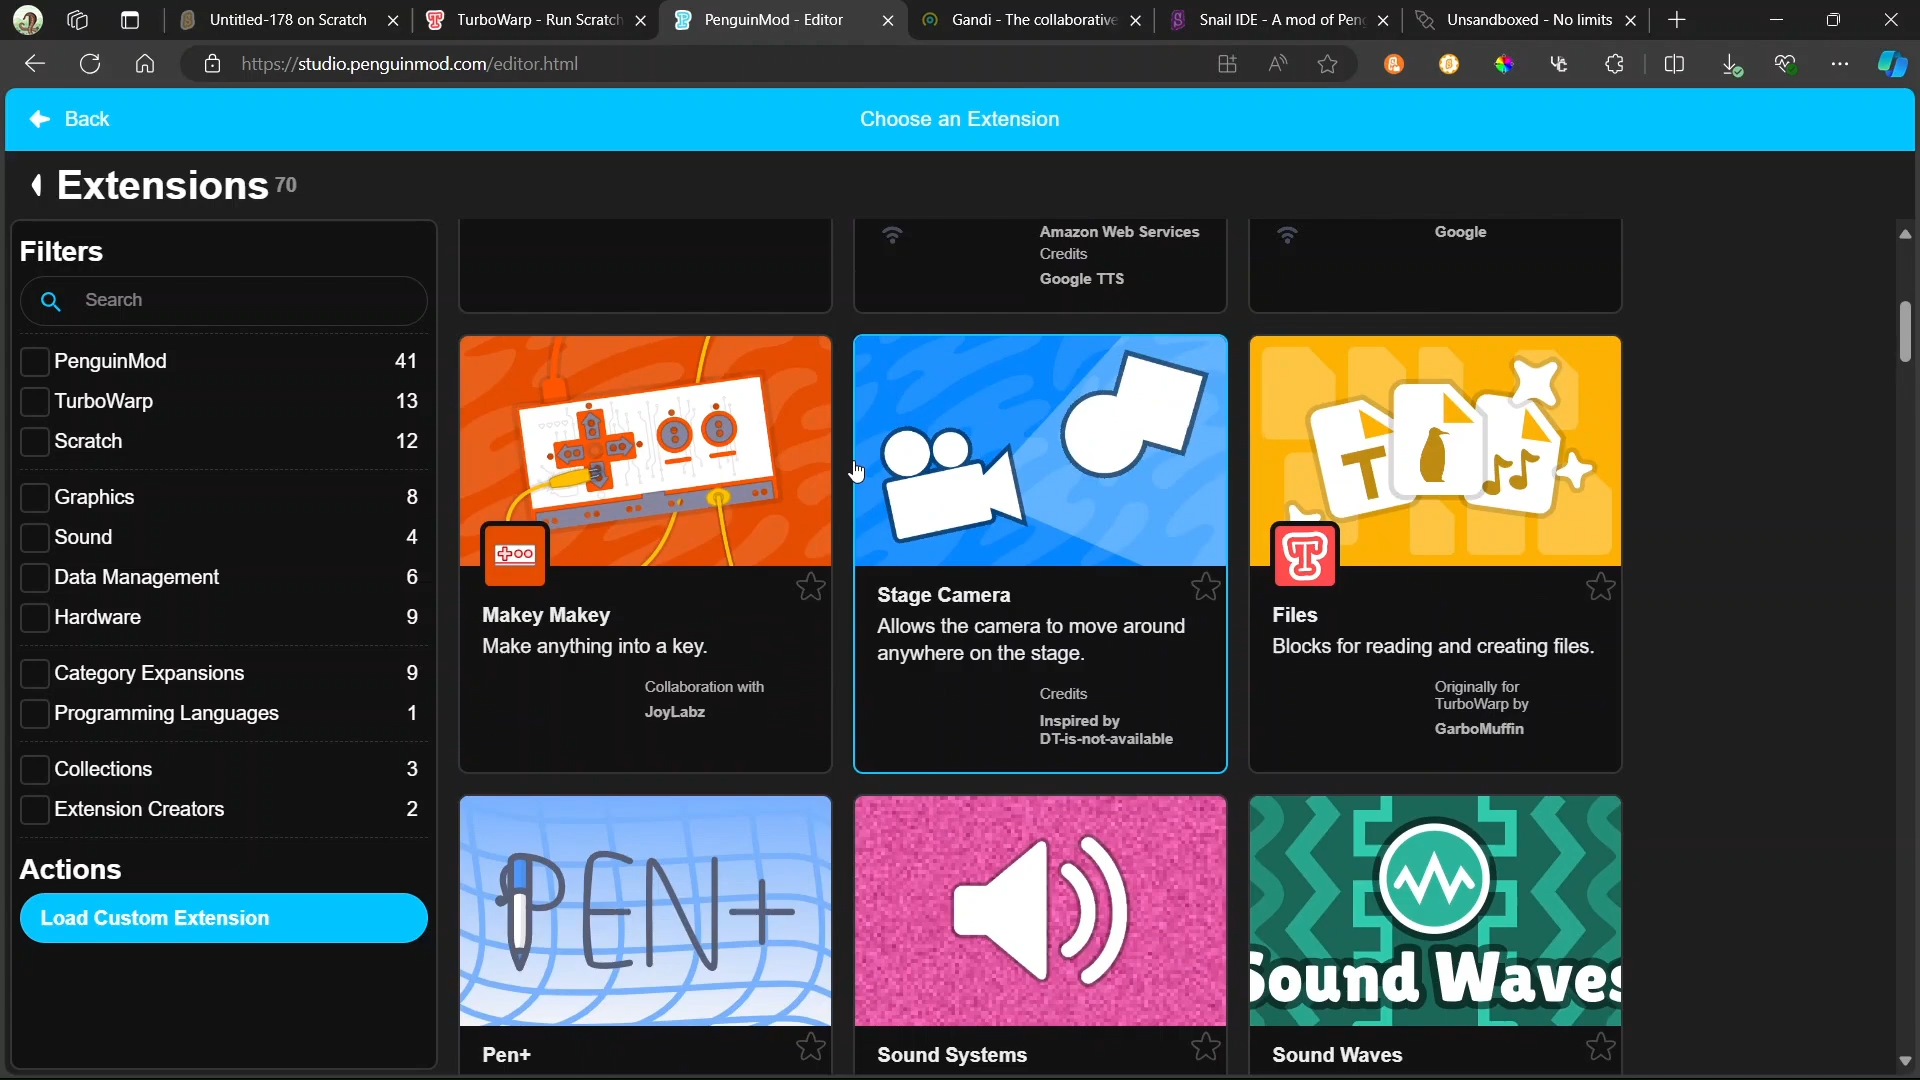 Untitled-178 on Scratch
TurboWarp - Run Scratch
PenguinMod - Editor
Gandi - The collaborative
Snail IDE - A mod of Peng
Unsandboxed - No limits
https://studio.penguinmod.com/editor.html
Back
Choose an Extension
Extensions 70
Filters
Search
PenguinMod 41
TurboWarp 13
Scratch 12
Graphics 8
Sound 4
Data Management 6
Hardware 9
Category Expansions 9
Programming Languages 1
Collections 3
Extension Creators 2
Actions
Load Custom Extension
Amazon Web Services
Credits
Google TTS
Google
Makey Makey
Make anything into a key.
Collaboration with
JoyLabz
Stage Camera
Allows the camera to move around
anywhere on the stage.
Credits
Inspired by
DT-is-not-available
T
T
Files
Blocks for reading and creating files.
Originally for
TurboWarp by
GarboMuffin
PEN+
Pen+
Sound Systems
Sound Waves
Sound Waves